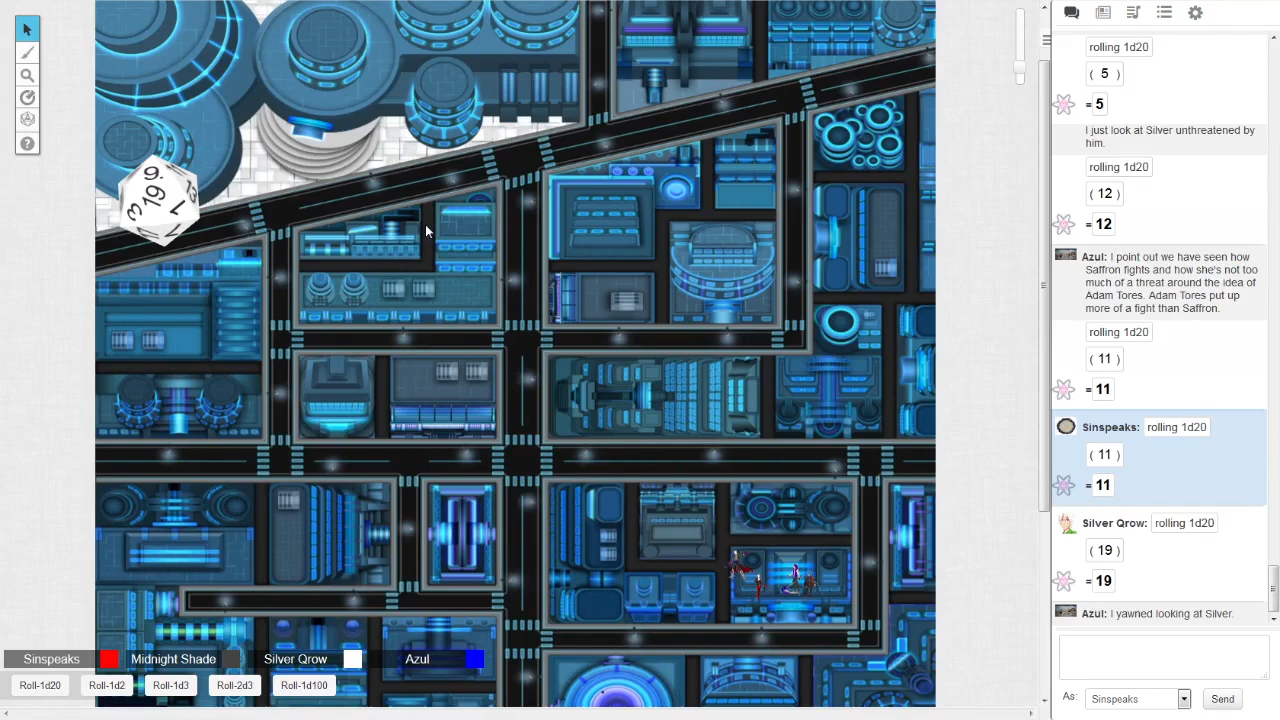 rolling 1d20
( 5 )
= 5
I just look at Silver unthreatened by
him.
rolling 1d20
( 12 )
= 12
Azul: I point out we have seen how
Saffron fights and how she's not too
much of a threat around the idea of
Adam Tores. Adam Tores put up
more of a fight than Saffron.
rolling 1d20
( 11 )
= 11
Sinspeaks: rolling 1d20
( 11 )
= 11
Silver Qrow: rolling 1d20
( 19 )
= 19
Azul: I yawned looking at Silver.
19
Sinspeaks Midnight Shade Silver Qrow Azul
Roll-1d20 Roll-1d2 Roll-1d3 Roll-2d3 Roll-1d100
As: Sinspeaks Send